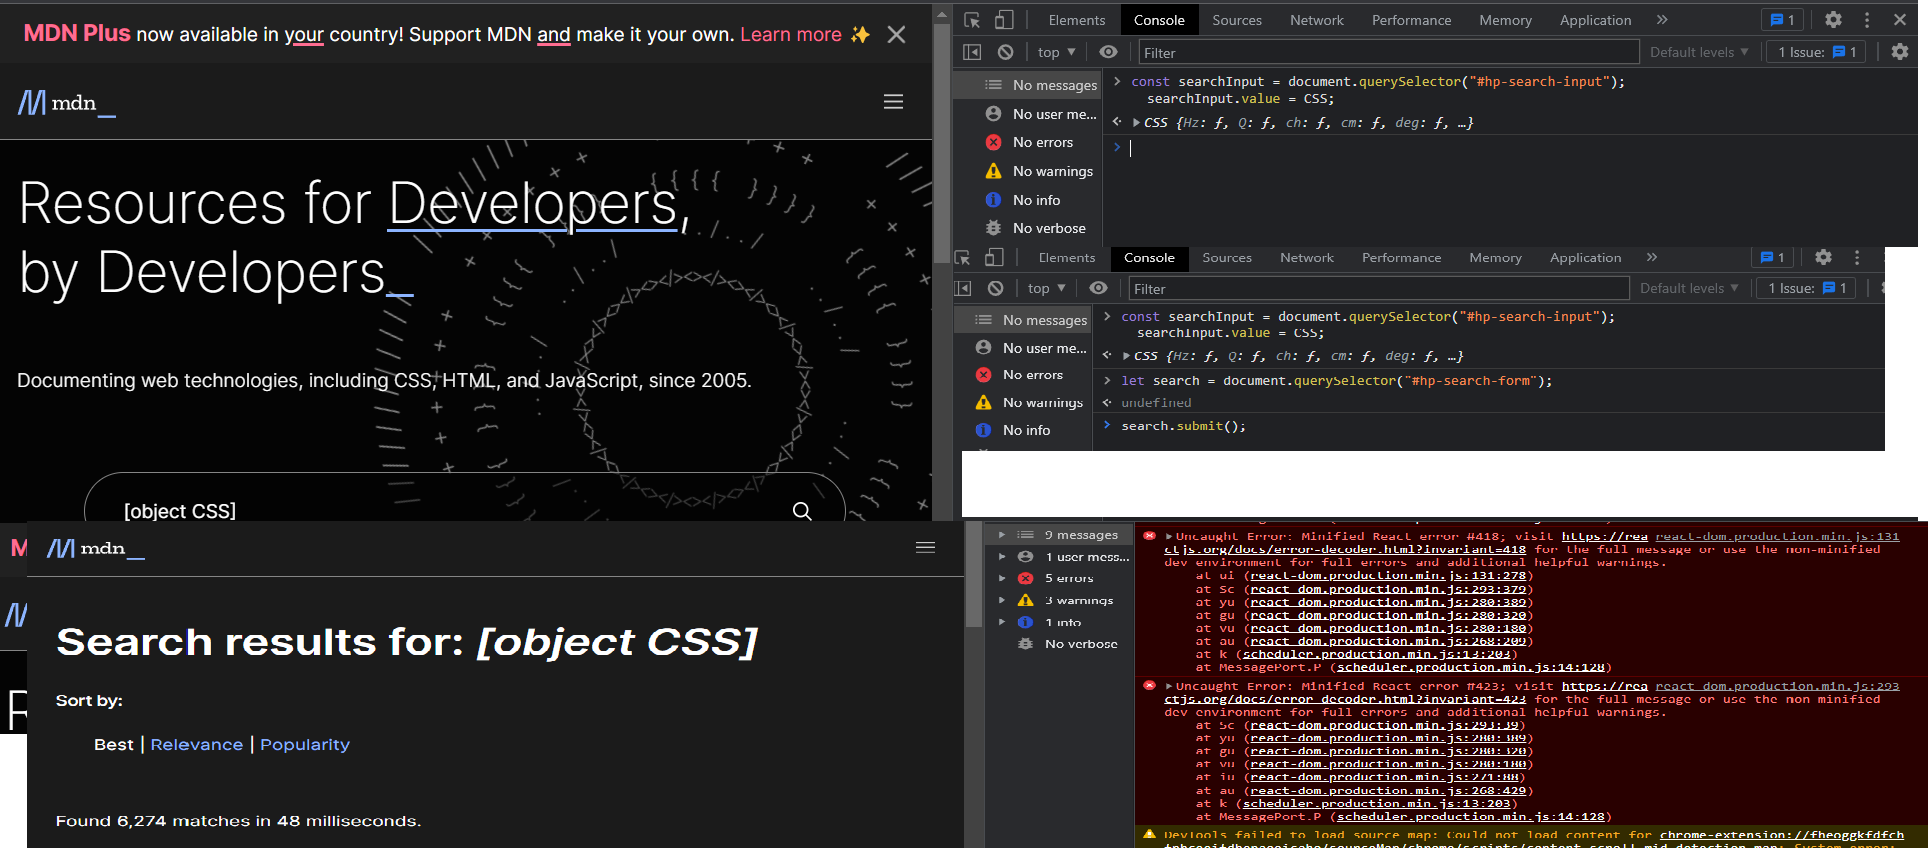 MDN Plus now available in your country! Support MDN and make it your own. Learn more ✨
mdn_
Resources for Developers,
by Developers_
Documenting web technologies, including CSS, HTML, and JavaScript, since 2005.
[object CSS]
Elements Console Sources Network Performance Memory Application » 1
top ▼ Filter Default levels ▼ 1 Issue: 1
No messages
No user me...
No errors
No warnings
No info
No verbose
> const searchInput = document.querySelector("#hp-search-input");
searchInput.value = CSS;
▶ CSS {Hz: ƒ, Q: ƒ, ch: ƒ, cm: ƒ, deg: ƒ, …}
>
Elements Console Sources Network Performance Memory Application » 1
top ▼ Filter Default levels ▼ 1 Issue: 1
No messages
No user me...
No errors
No warnings
No info
> const searchInput = document.querySelector("#hp-search-input");
searchInput.value = CSS;
▶ CSS {Hz: ƒ, Q: ƒ, ch: ƒ, cm: ƒ, deg: ƒ, …}
> let search = document.querySelector("#hp-search-form");
undefined
> search.submit();
M
R
mdn_
Search results for: [object CSS]
Sort by:
Best | Relevance | Popularity
Found 6,274 matches in 48 milliseconds.
9 messages
1 user mess...
5 errors
3 warnings
1 info
No verbose
▶ Uncaught Error: Minified React error #418; visit https://rea react-dom.production.min.js:131
ctjs.org/docs/error-decoder.html?invariant=418 for the full message or use the non-minified
dev environment for full errors and additional helpful warnings.
at ul (react-dom.production.min.js:131:278)
at Sc (react-dom.production.min.js:293:379)
at yu (react-dom.production.min.js:280:389)
at gu (react-dom.production.min.js:280:320)
at vu (react-dom.production.min.js:280:180)
at au (react-dom.production.min.js:268:209)
at k (scheduler.production.min.js:13:203)
at MessagePort.P (scheduler.production.min.js:14:128)
▶ Uncaught Error: Minified React error #423; visit https://rea react-dom.production.min.js:293
ctjs.org/docs/error-decoder.html?invariant=423 for the full message or use the non-minified
dev environment for full errors and additional helpful warnings.
at Sc (react-dom.production.min.js:293:39)
at yu (react-dom.production.min.js:280:389)
at gu (react-dom.production.min.js:280:320)
at vu (react-dom.production.min.js:280:180)
at iu (react-dom.production.min.js:271:88)
at au (react-dom.production.min.js:268:429)
at k (scheduler.production.min.js:13:203)
at MessagePort.P (scheduler.production.min.js:14:128)
DevTools failed to load source map: Could not load content for chrome-extension://fheoggkfdfch